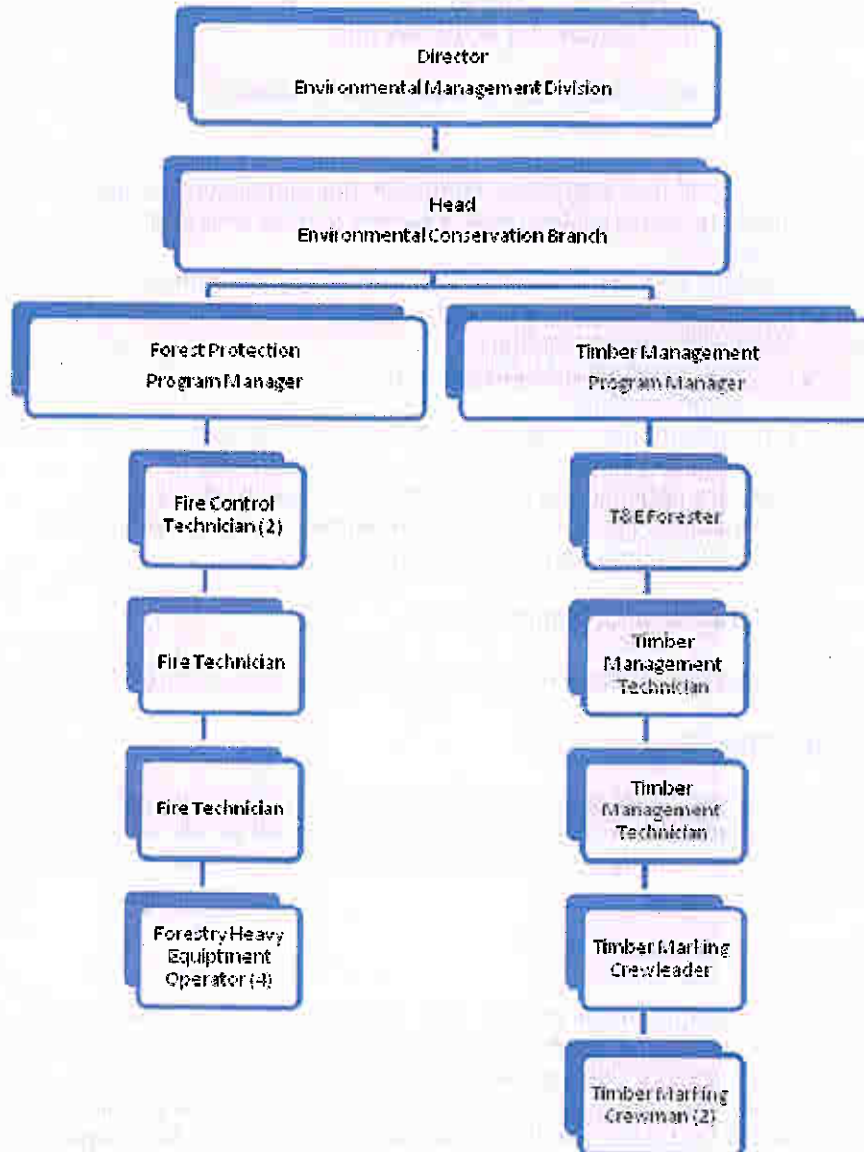 Director
Environmental Management Division
Head
Environmental Conservation Branch
Forest Protection
Program Manager
Timber Management
Program Manager
Fire Control
Technician (2)
Fire Technician
Fire Technician
Forestry Heavy
Equiptment
Operator (4)
T&E Forester
Timber
Management
Technician
Timber
Management
Technician
Timber Marking
Crewleader
Timber Marking
Crewman (2)